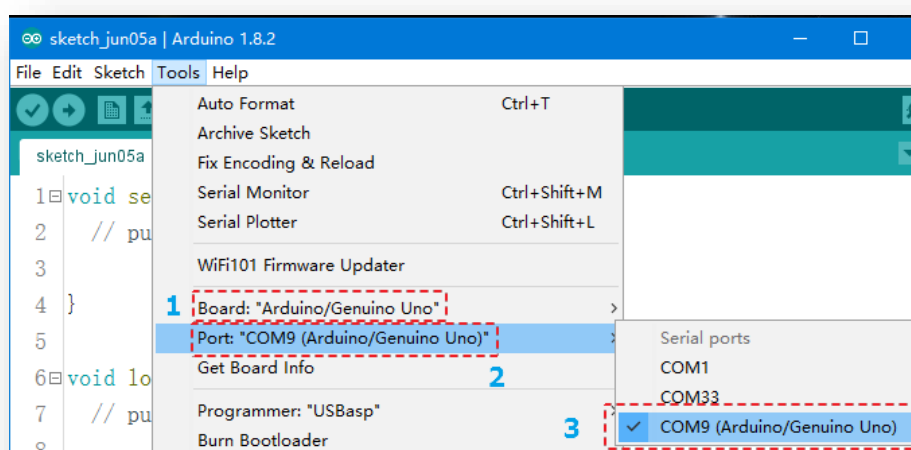 sketch_jun05a | Arduino 1.8.2
File Edit Sketch Tools Help
Auto Format Ctrl+T
Archive Sketch
sketch_jun05a
Fix Encoding & Reload
1 void se
Serial Monitor Ctrl+Shift+M
2 // pu
Serial Plotter Ctrl+Shift+L
3
WiFi101 Firmware Updater
4 }
1 Board: "Arduino/Genuino Uno"
5
Port: "COM9 (Arduino/Genuino Uno)"
Serial ports
6 void lo
Get Board Info
2
COM1
COM33
7 // pu
Programmer: "USBasp"
3 COM9 (Arduino/Genuino Uno)
8
Burn Bootloader